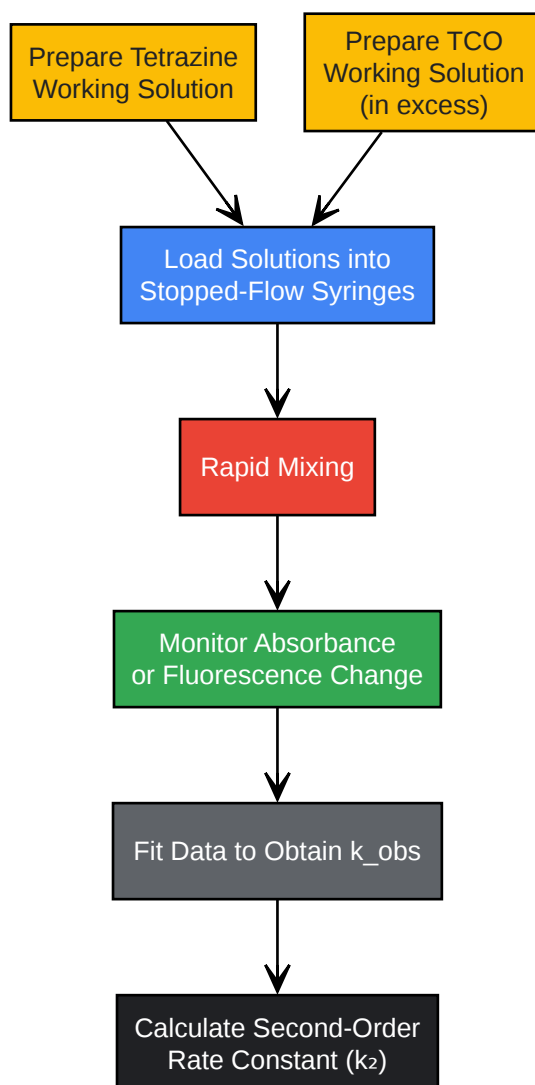 Prepare Tetrazine
Working Solution
Prepare TCO
Working Solution
(in excess)
Load Solutions into
Stopped-Flow Syringes
Rapid Mixing
Monitor Absorbance
or Fluorescence Change
Fit Data to Obtain k_obs
Calculate Second-Order
Rate Constant (k₂)